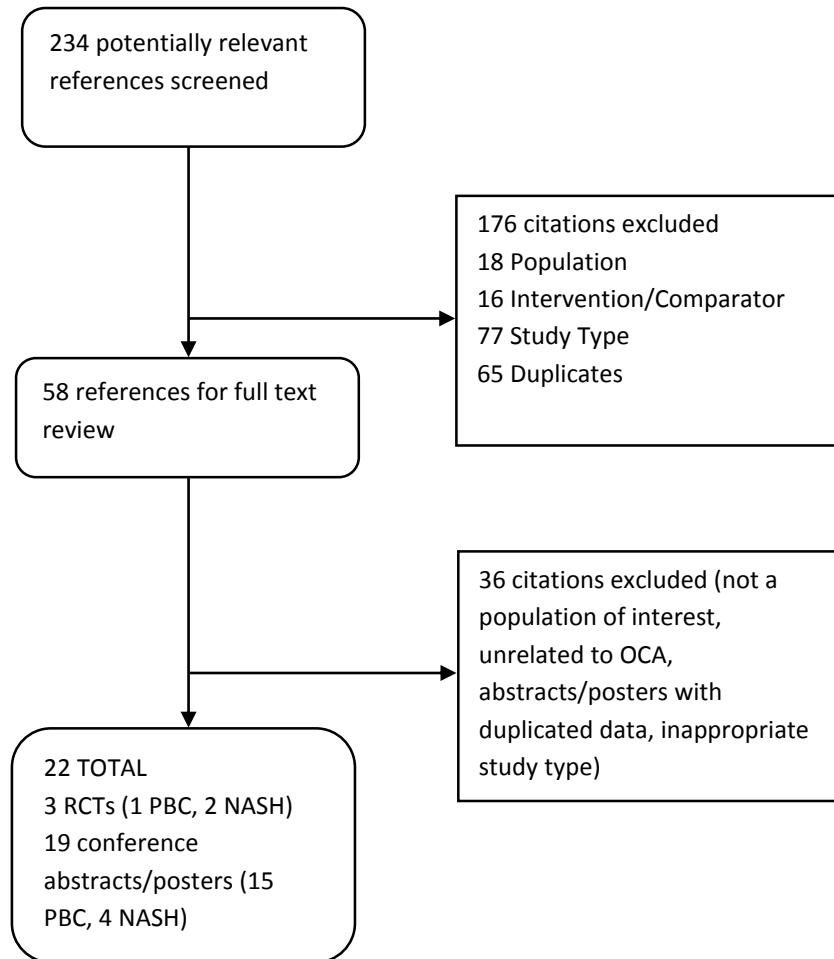 234 potentially relevant
references screened
176 citations excluded
18 Population
16 Intervention/Comparator
77 Study Type
65 Duplicates
58 references for full text
review
36 citations excluded (not a
population of interest,
unrelated to OCA,
abstracts/posters with
duplicated data, inappropriate
study type)
22 TOTAL
3 RCTs (1 PBC, 2 NASH)
19 conference
abstracts/posters (15
PBC, 4 NASH)